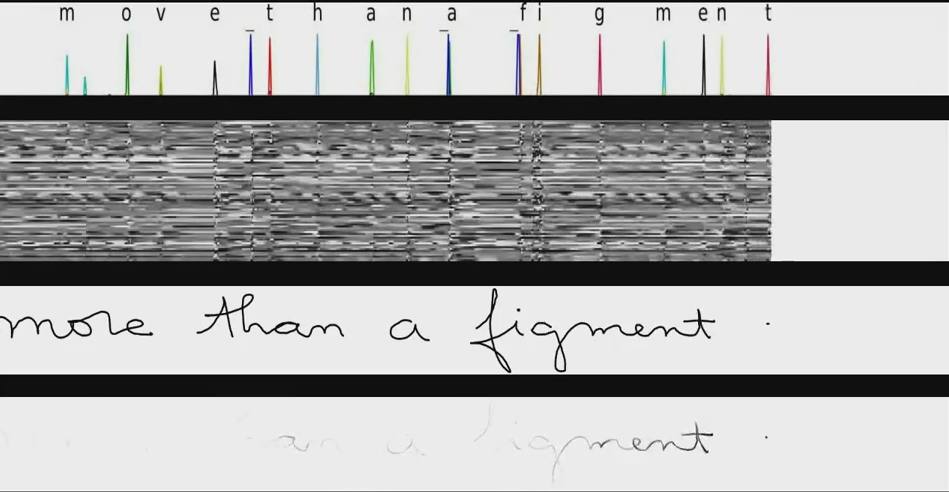 m o v e _ t h a n _ a _ f i g m e n t
more than a figment .
an a figment .